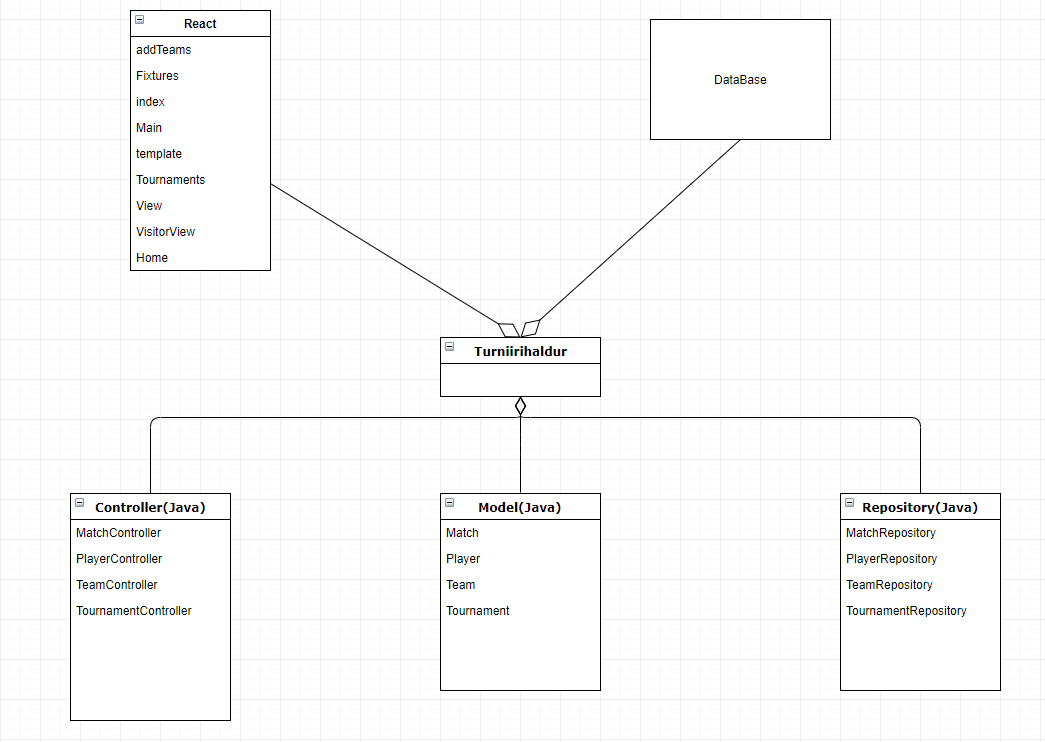 React
addTeams
Fixtures
index
Main
template
Tournaments
View
VisitorView
Home
DataBase
Turniirihaldur
Controller(Java)
MatchController
PlayerController
TeamController
TournamentController
Model(Java)
Match
Player
Team
Tournament
Repository(Java)
MatchRepository
PlayerRepository
TeamRepository
TournamentRepository